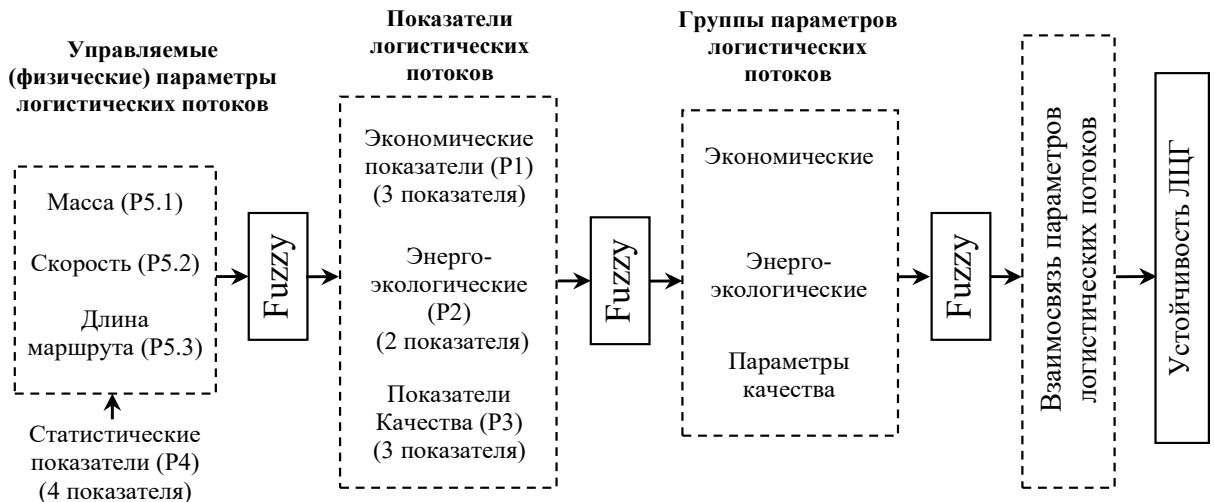 Управляемые
(физические) параметры
логистических потоков
Масса (P5.1)
Скорость (P5.2)
Длина
маршрута (P5.3)
Статистические
показатели (P4)
(4 показателя)
Fuzzy
Показатели
логистических
потоков
Экономические
показатели (P1)
(3 показателя)
Энерго-
экологические
(P2)
(2 показателя)
Показатели
Качества (P3)
(3 показателя)
Fuzzy
Группы параметров
логистических
потоков
Экономические
Энерго-
экологические
Параметры
качества
Fuzzy
Взаимосвязь параметров
логистических потоков
Устойчивость ЛЦГ